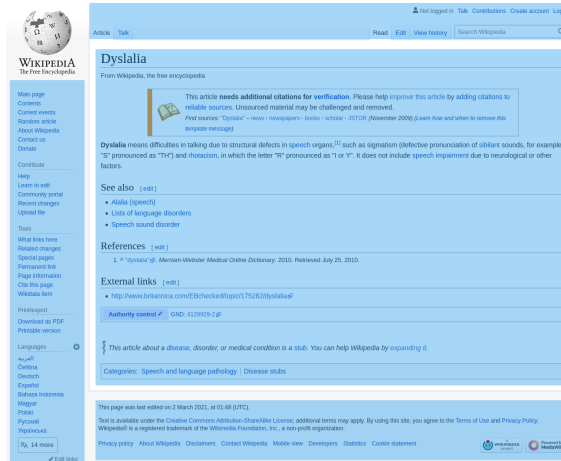 Not logged in Talk Contributions Create account Log
Article Talk
Read Edit View history Search Wikipedia
WIKIPEDIA
The Free Encyclopedia
Main page
Contents
Current events
Random article
About Wikipedia
Contact us
Donate
Contribute
Help
Learn to edit
Community portal
Recent changes
Upload file
Tools
What links here
Related changes
Special pages
Permanent link
Page information
Cite this page
Wikidata item
Print/export
Download as PDF
Printable version
Languages
العربية
Čeština
Deutsch
Español
Bahasa Indonesia
Magyar
Polski
Русский
Українська
14 more
Edit links
Dyslalia
From Wikipedia, the free encyclopedia
This article needs additional citations for verification. Please help improve this article by adding citations to
reliable sources. Unsourced material may be challenged and removed.
Find sources: "Dyslalia" – news · newspapers · books · scholar · JSTOR (November 2009) (Learn how and when to remove this
template message)
Dyslalia means difficulties in talking due to structural defects in speech organs,[1] such as sigmatism (defective pronunciation of sibilant sounds, for example
"S" pronounced as "TH") and rhotacism, in which the letter "R" pronounced as "I or Y". It does not include speech impairment due to neurological or other
factors.
See also [ edit ]
• Alalia (speech)
• Lists of language disorders
• Speech sound disorder
References [ edit ]
1. ^ "dyslalia". Merriam-Webster Medical Online Dictionary. 2010. Retrieved July 25, 2010.
External links [ edit ]
• http://www.britannica.com/EBchecked/topic/175262/dyslalia
Authority control GND: 4129929-2
This article about a disease, disorder, or medical condition is a stub. You can help Wikipedia by expanding it.
Categories: Speech and language pathology | Disease stubs
This page was last edited on 2 March 2021, at 01:49 (UTC).
Text is available under the Creative Commons Attribution-ShareAlike License; additional terms may apply. By using this site, you agree to the Terms of Use and Privacy Policy.
Wikipedia® is a registered trademark of the Wikimedia Foundation, Inc., a non-profit organization.
Privacy policy About Wikipedia Disclaimers Contact Wikipedia Mobile view Developers Statistics Cookie statement
WIKIMEDIA project
Powered by MediaWiki